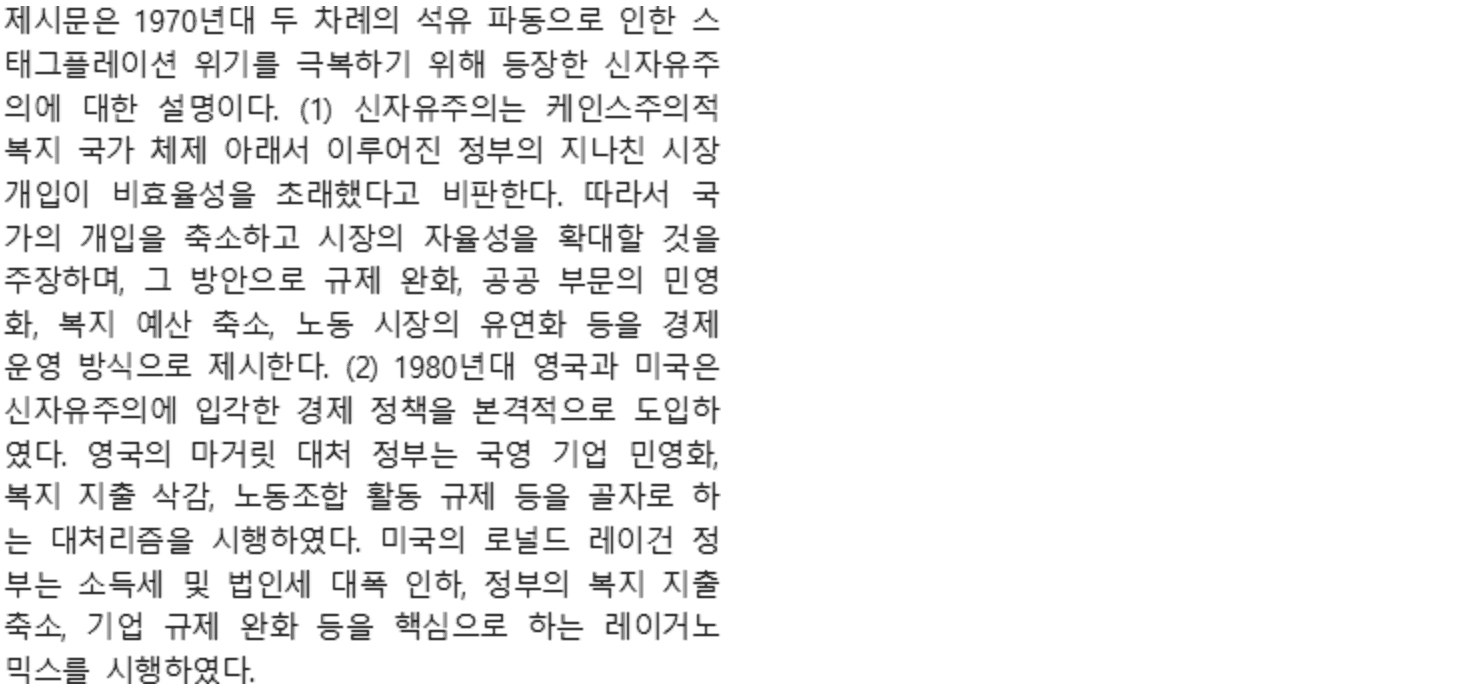 제시문은 1970년대 두 차례의 석유 파동으로 인한 스
태그플레이션 위기를 극복하기 위해 등장한 신자유주
의에 대한 설명이다. (1) 신자유주의는 케인스주의적
복지 국가 체제 아래서 이루어진 정부의 지나친 시장
개입이 비효율성을 초래했다고 비판한다. 따라서 국
가의 개입을 축소하고 시장의 자율성을 확대할 것을
주장하며, 그 방안으로 규제 완화, 공공 부문의 민영
화, 복지 예산 축소, 노동 시장의 유연화 등을 경제
운영 방식으로 제시한다. (2) 1980년대 영국과 미국은
신자유주의에 입각한 경제 정책을 본격적으로 도입하
였다. 영국의 마거릿 대처 정부는 국영 기업 민영화,
복지 지출 삭감, 노동조합 활동 규제 등을 골자로 하
는 대처리즘을 시행하였다. 미국의 로널드 레이건 정
부는 소득세 및 법인세 대폭 인하, 정부의 복지 지출
축소, 기업 규제 완화 등을 핵심으로 하는 레이거노
믹스를 시행하였다.